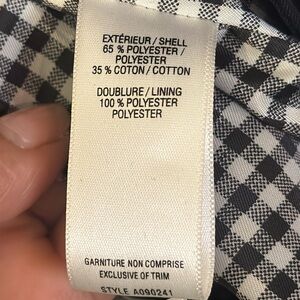 EXTÉRIEUR / SHELL
65 % POLYESTER /
POLYESTER
35 % COTON / COTTON
DOUBLURE / LINING
100 % POLYESTER
POLYESTER
GARNITURE NON COMPRISE
EXCLUSIVE OF TRIM
STYLE A090241